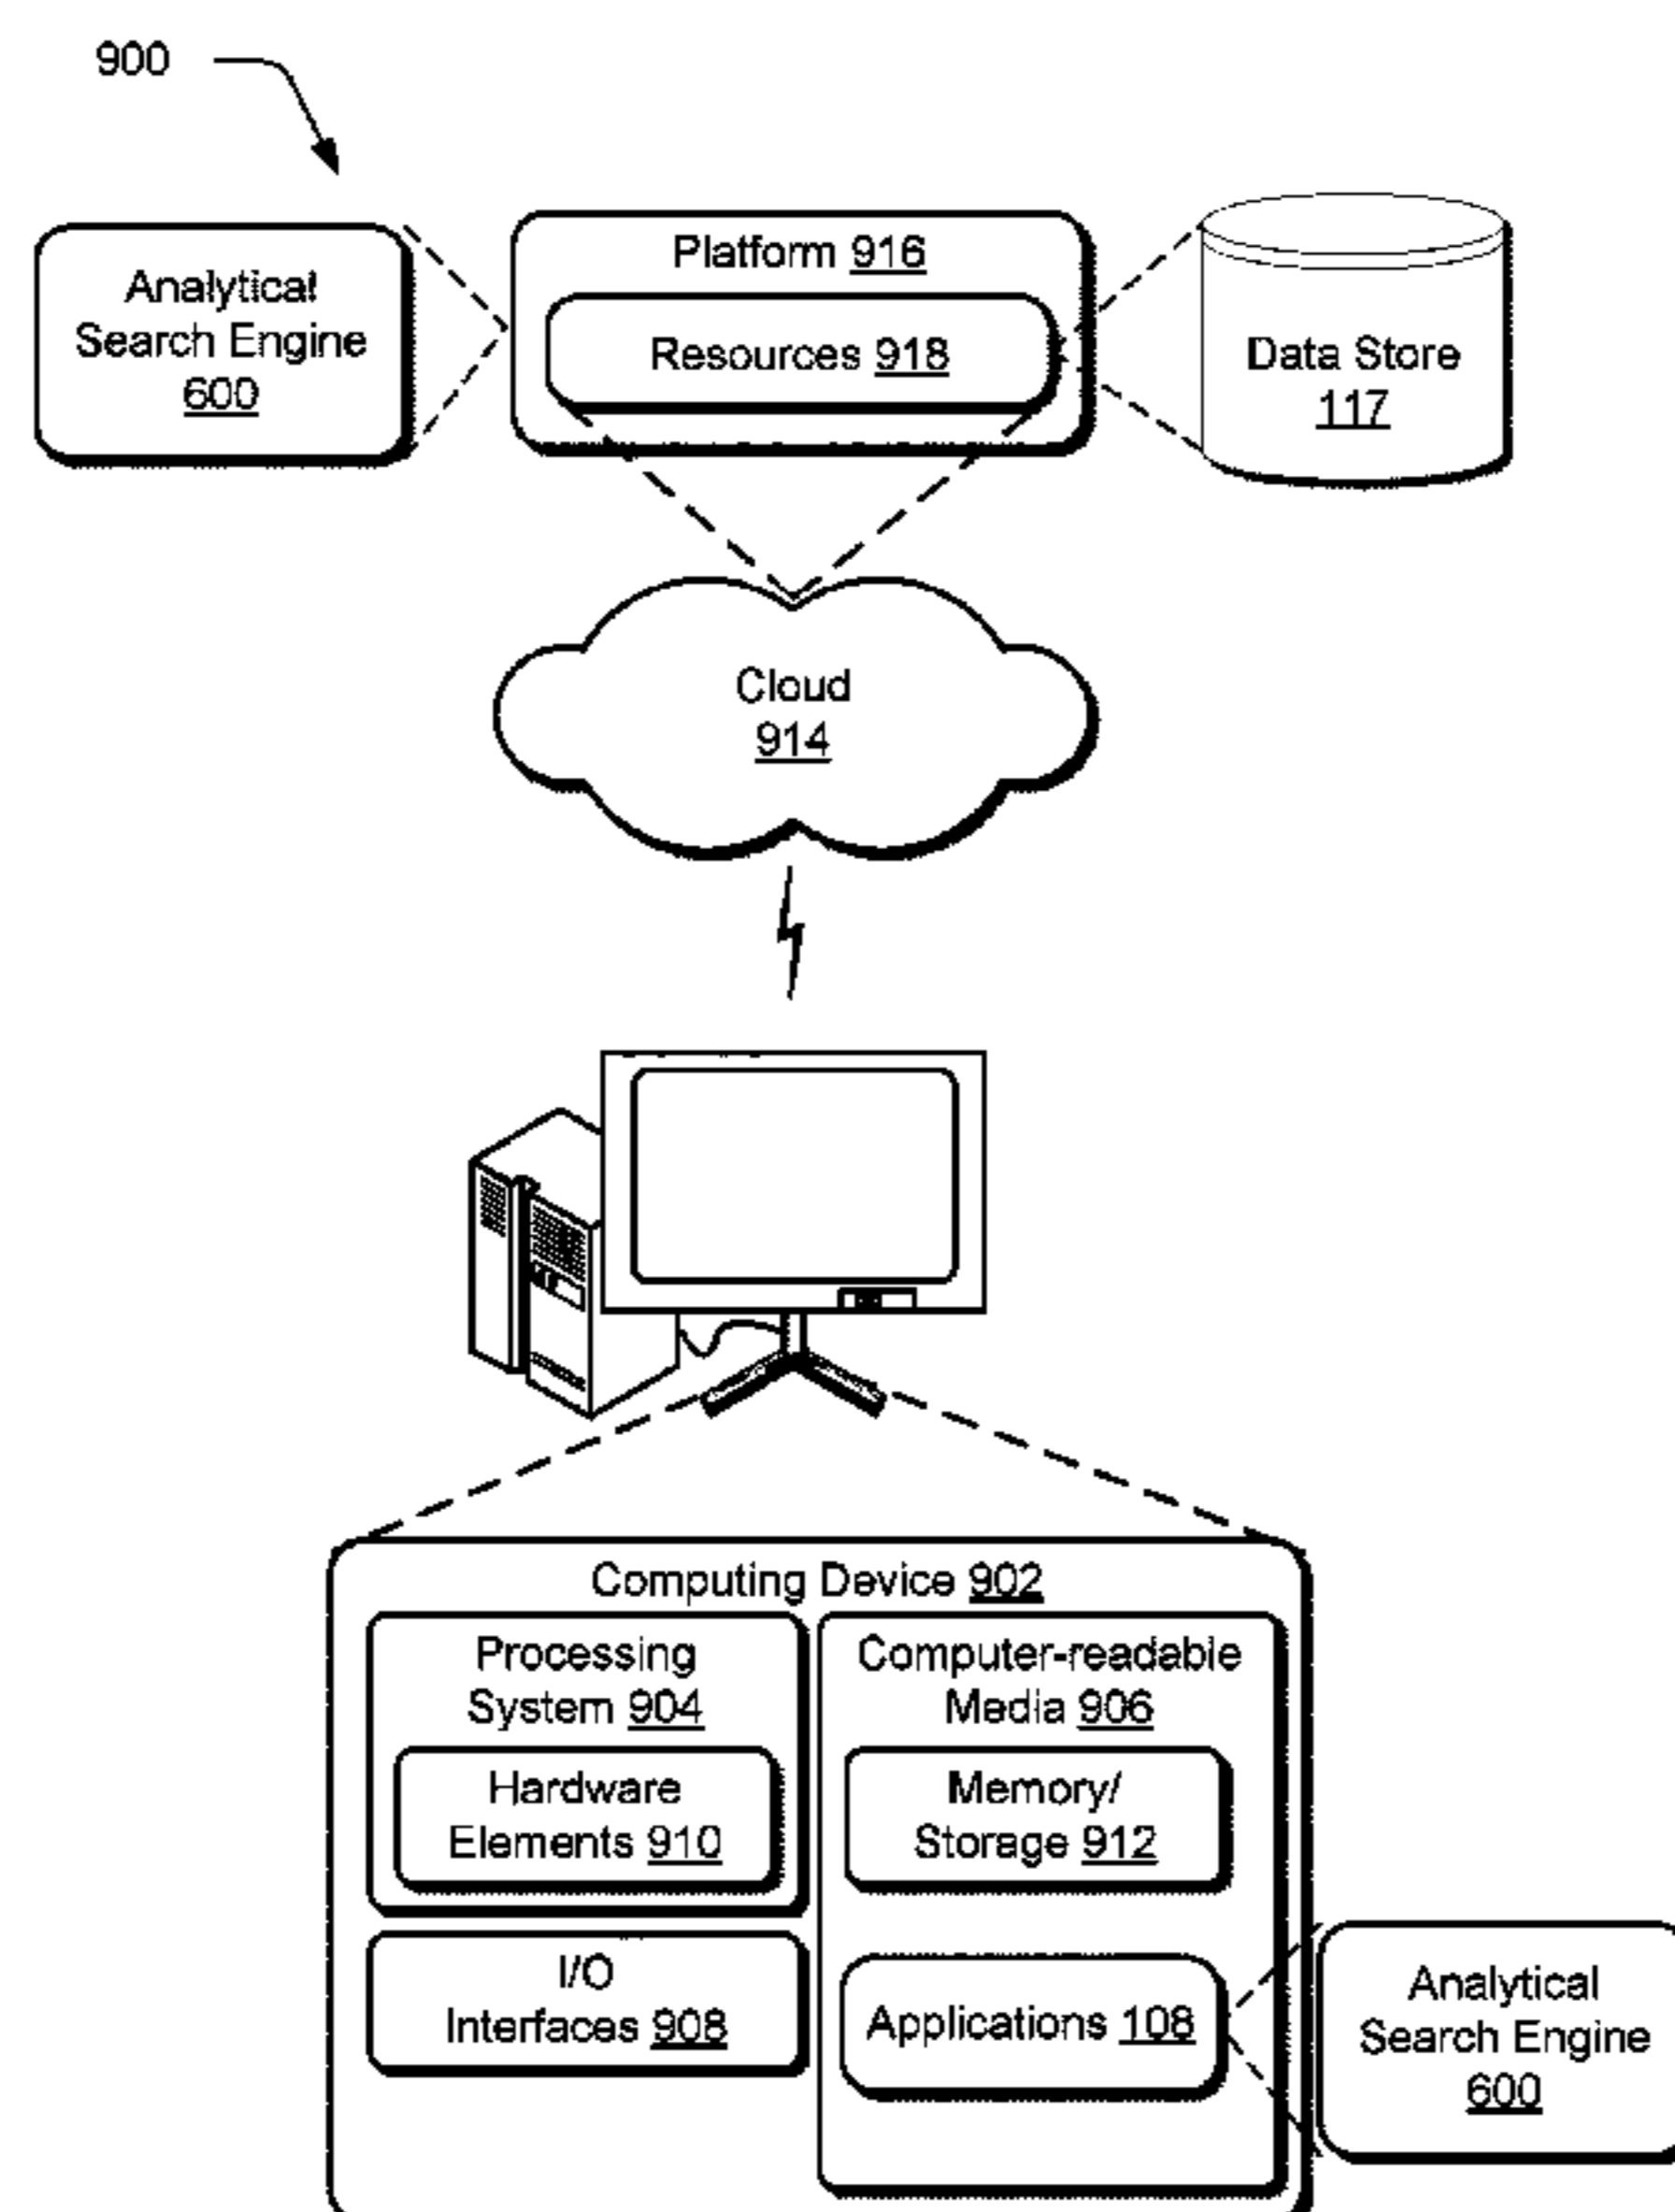 900
Analytical
Search Engine
600
Platform 916
Resources 918
Data Store
117
Cloud
914
Computing Device 902
Processing
System 904
Hardware
Elements 910
I/O
Interfaces 908
Computer-readable
Media 906
Memory/
Storage 912
Applications 108
Analytical
Search Engine
600